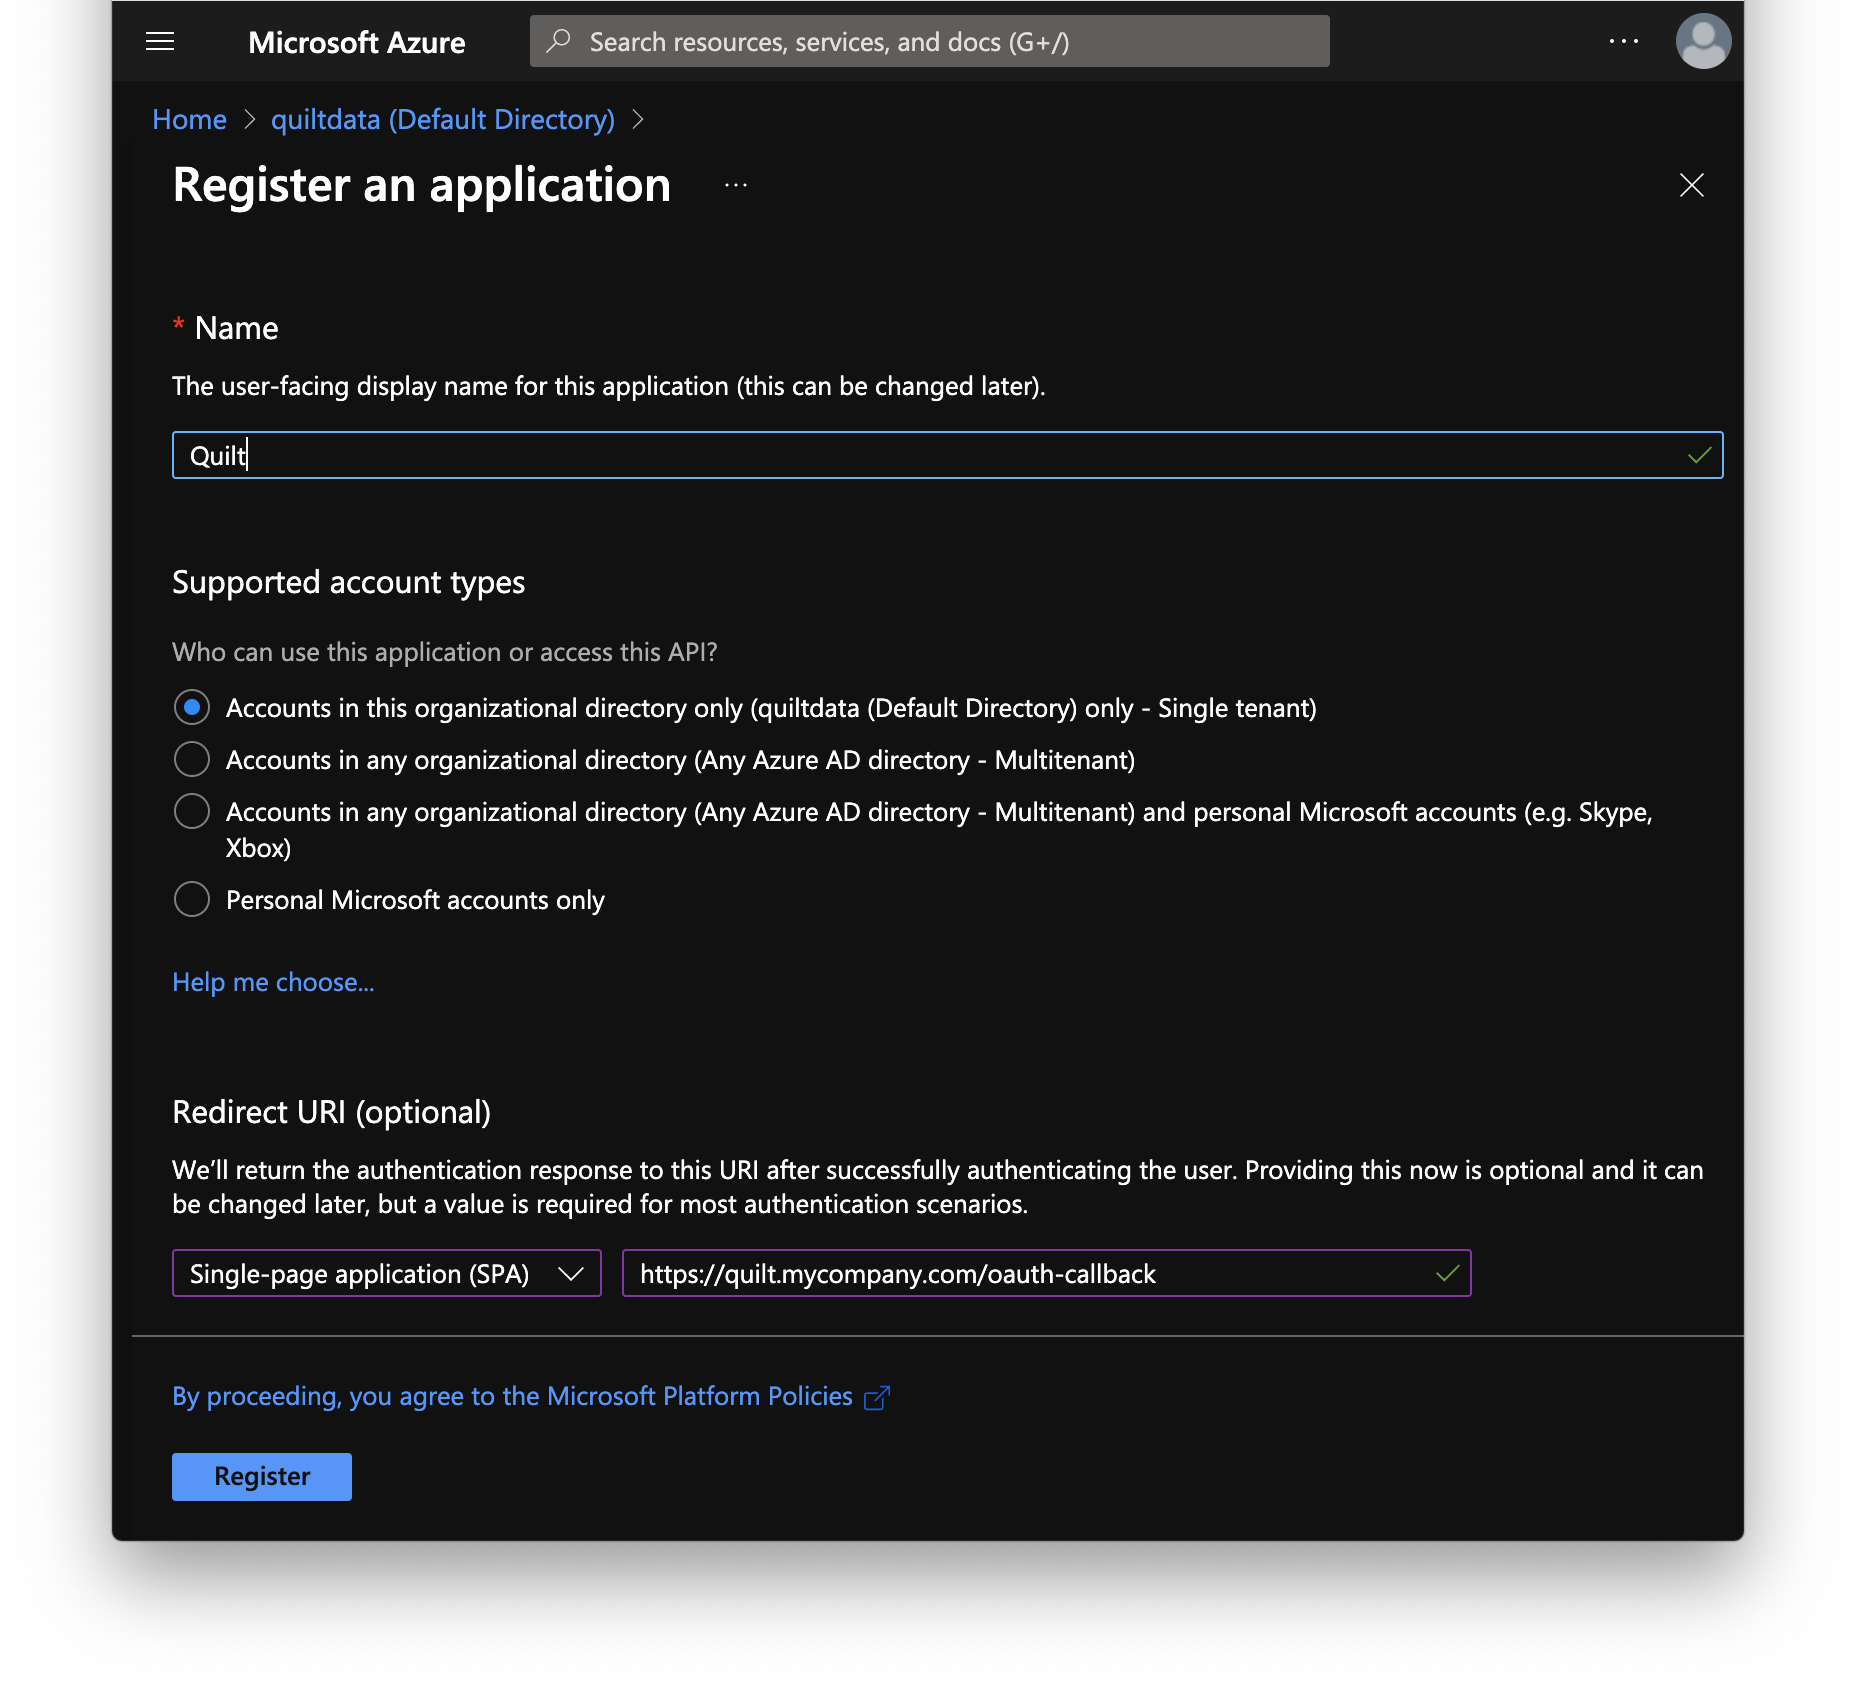 Microsoft Azure
Search resources, services, and docs (G+/)
Home > quiltdata (Default Directory) >
Register an application ...
* Name
The user-facing display name for this application (this can be changed later).
Quilt
Supported account types
Who can use this application or access this API?
Accounts in this organizational directory only (quiltdata (Default Directory) only - Single tenant)
Accounts in any organizational directory (Any Azure AD directory - Multitenant)
Accounts in any organizational directory (Any Azure AD directory - Multitenant) and personal Microsoft accounts (e.g. Skype,
Xbox)
Personal Microsoft accounts only
Help me choose...
Redirect URI (optional)
We'll return the authentication response to this URI after successfully authenticating the user. Providing this now is optional and it can
be changed later, but a value is required for most authentication scenarios.
Single-page application (SPA)
https://quilt.mycompany.com/oauth-callback
By proceeding, you agree to the Microsoft Platform Policies
Register